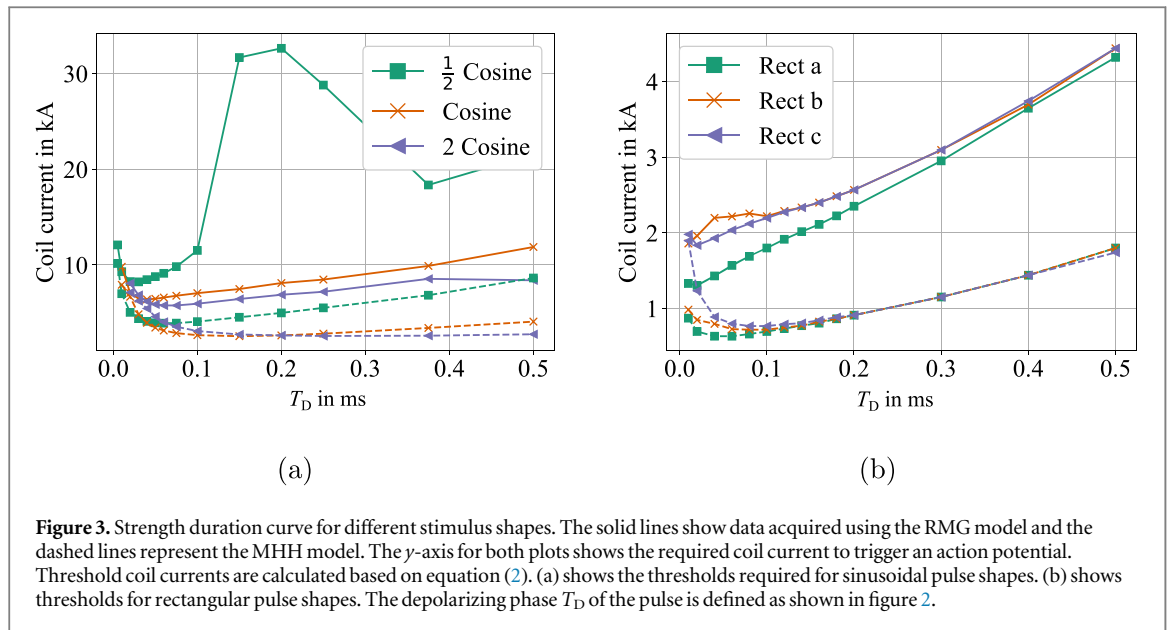 30
20
10
Coil current in kA
½ Cosine
Cosine
2 Cosine
0.0 0.1 0.2 0.3 0.4 0.5
T_D in ms
(a)
4
3
2
1
Coil current in kA
Rect a
Rect b
Rect c
0.0 0.1 0.2 0.3 0.4 0.5
T_D in ms
(b)
Figure 3. Strength duration curve for different stimulus shapes. The solid lines show data acquired using the RMG model and the
dashed lines represent the MHH model. The y-axis for both plots shows the required coil current to trigger an action potential.
Threshold coil currents are calculated based on equation (2). (a) shows the thresholds required for sinusoidal pulse shapes. (b) shows
thresholds for rectangular pulse shapes. The depolarizing phase T_D of the pulse is defined as shown in figure 2.